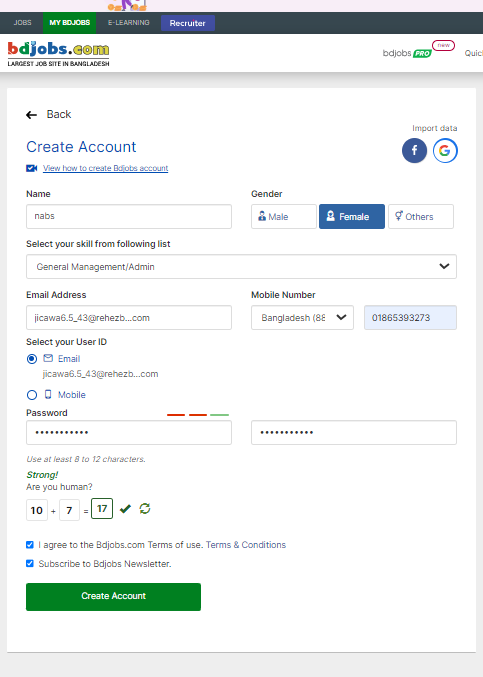 JOBS MY BDJOBS E-LEARNING Recruiter
bdjobs.com
LARGEST JOB SITE IN BANGLADESH
bdjobs PRO new Quic
Back
Import data
Create Account
f G
View how to create Bdjobs account
Name Gender
nabs Male Female Others
Select your skill from following list
General Management/Admin
Email Address Mobile Number
jicawa6.5_43@rehezb...com Bangladesh (88 01865393273
Select your User ID
Email
jicawa6.5_43@rehezb...com
Mobile
Password
••••••••••• •••••••••••
Use at least 8 to 12 characters.
Strong!
Are you human?
10 + 7 = 17
I agree to the Bdjobs.com Terms of use. Terms & Conditions
Subscribe to Bdjobs Newsletter.
Create Account